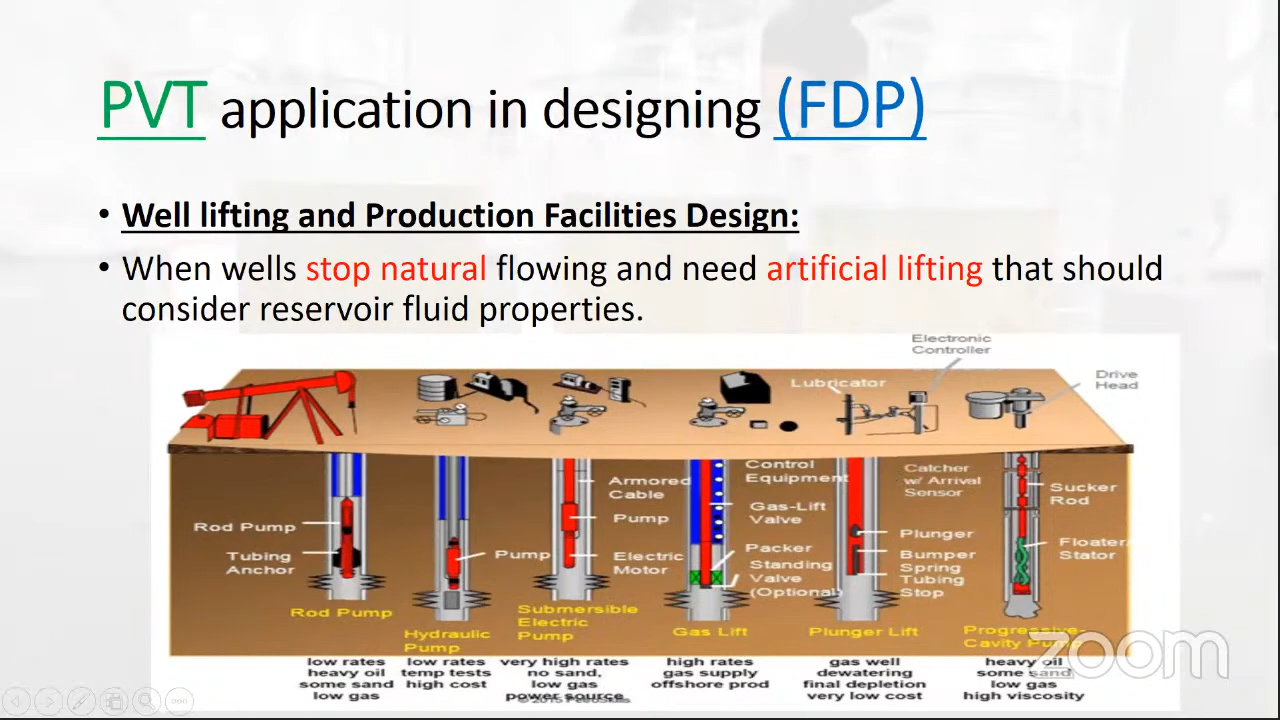 PVT application in designing (FDP)
• Well lifting and Production Facilities Design:
• When wells stop natural flowing and need artificial lifting that should
consider reservoir fluid properties.
Electronic
Controller
Lubricator
Drive
Head
Rod Pump
Tubing
Anchor
Rod Pump
low rates
heavy oil
some sand
low gas
Pump
Hydraulic
Pump
low rates
temp tests
high cost
Armored
Cable
Pump
Electric
Motor
Submersible
Electric
Pump
very high rates
no sand,
low gas
power source
© 2015 PetroSkills
Control
Equipment
Gas-Lift
Valve
Packer
Standing
Valve
(Optional)
Gas Lift
high rates
gas supply
offshore prod
Catcher
w/ Arrival
Sensor
Plunger
Bumper
Spring
Tubing
Stop
Plunger Lift
gas well
dewatering
final depletion
very low cost
Sucker
Rod
Floater/
Stator
Progressive-
Cavity Pump
heavy oil
some sand
low gas
high viscosity
zoom